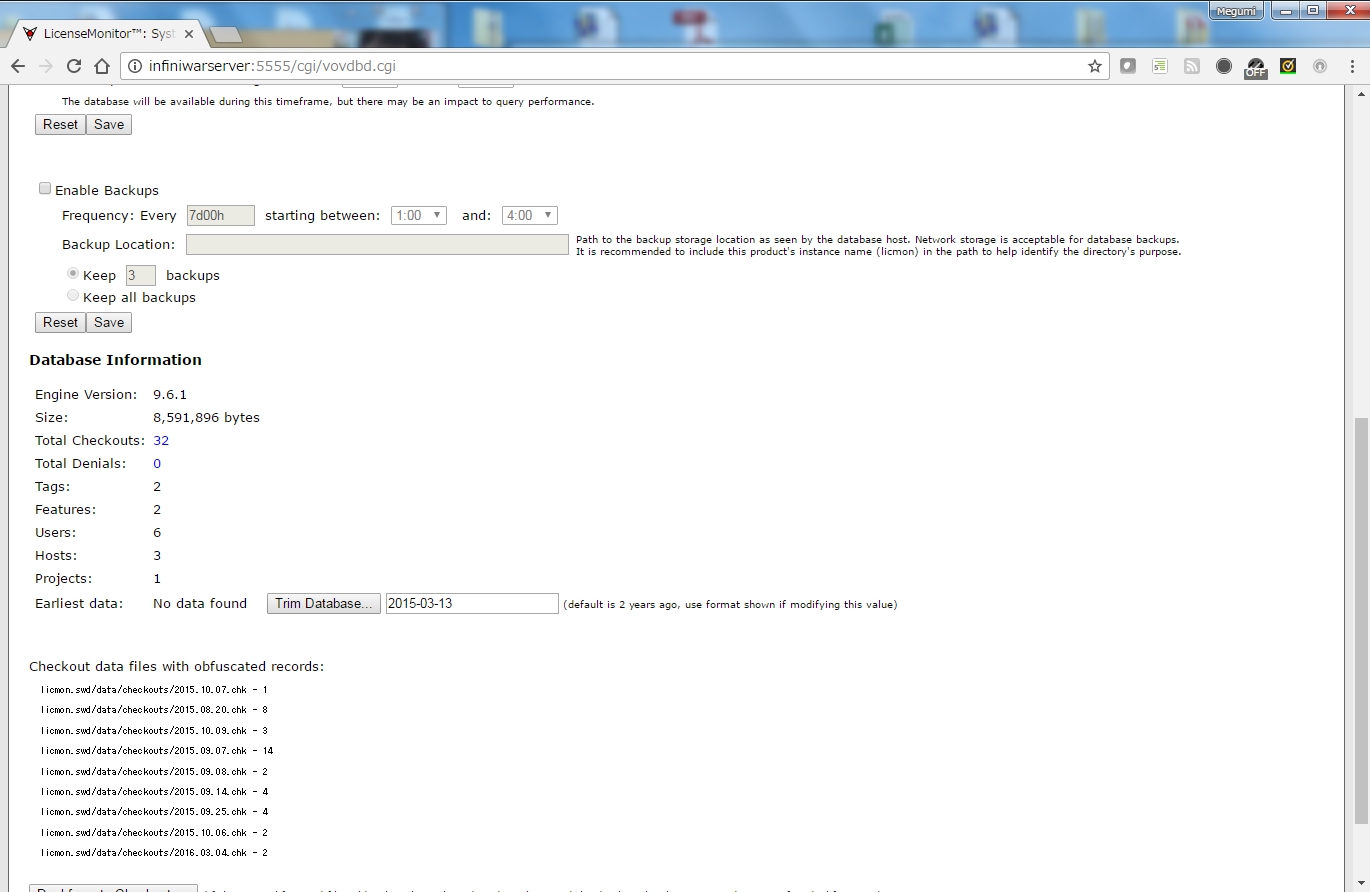 Megumi
LicenseMonitor™: Syst
infiniwarserver:5555/cgi/vovdbd.cgi
OFF
The database will be available during this timeframe, but there may be an impact to query performance.
Reset Save
Enable Backups
Frequency: Every 7d00h starting between: 1:00 and: 4:00
Backup Location: Path to the backup storage location as seen by the database host. Network storage is acceptable for database backups.
It is recommended to include this product's instance name (licmon) in the path to help identify the directory's purpose.
Keep 3 backups
Keep all backups
Reset Save
Database Information
Engine Version: 9.6.1
Size: 8,591,896 bytes
Total Checkouts: 32
Total Denials: 0
Tags: 2
Features: 2
Users: 6
Hosts: 3
Projects: 1
Earliest data: No data found Trim Database... 2015-03-13 (default is 2 years ago, use format shown if modifying this value)
Checkout data files with obfuscated records:
licmon.swd/data/checkouts/2015.10.07.chk - 1
licmon.swd/data/checkouts/2015.08.20.chk - 8
licmon.swd/data/checkouts/2015.10.09.chk - 3
licmon.swd/data/checkouts/2015.09.07.chk - 14
licmon.swd/data/checkouts/2015.09.08.chk - 2
licmon.swd/data/checkouts/2015.09.14.chk - 4
licmon.swd/data/checkouts/2015.09.25.chk - 4
licmon.swd/data/checkouts/2015.10.06.chk - 2
licmon.swd/data/checkouts/2016.03.04.chk - 2